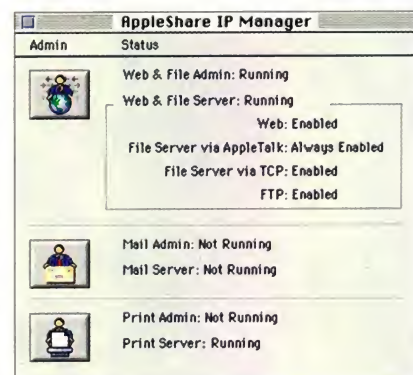 AppleShare IP Manager
Admin Status
Web & File Admin: Running
Web & File Server: Running
Web: Enabled
File Server via AppleTalk: Always Enabled
File Server via TCP: Enabled
FTP: Enabled
Mail Admin: Not Running
Mail Server: Not Running
Print Admin: Not Running
Print Server: Running